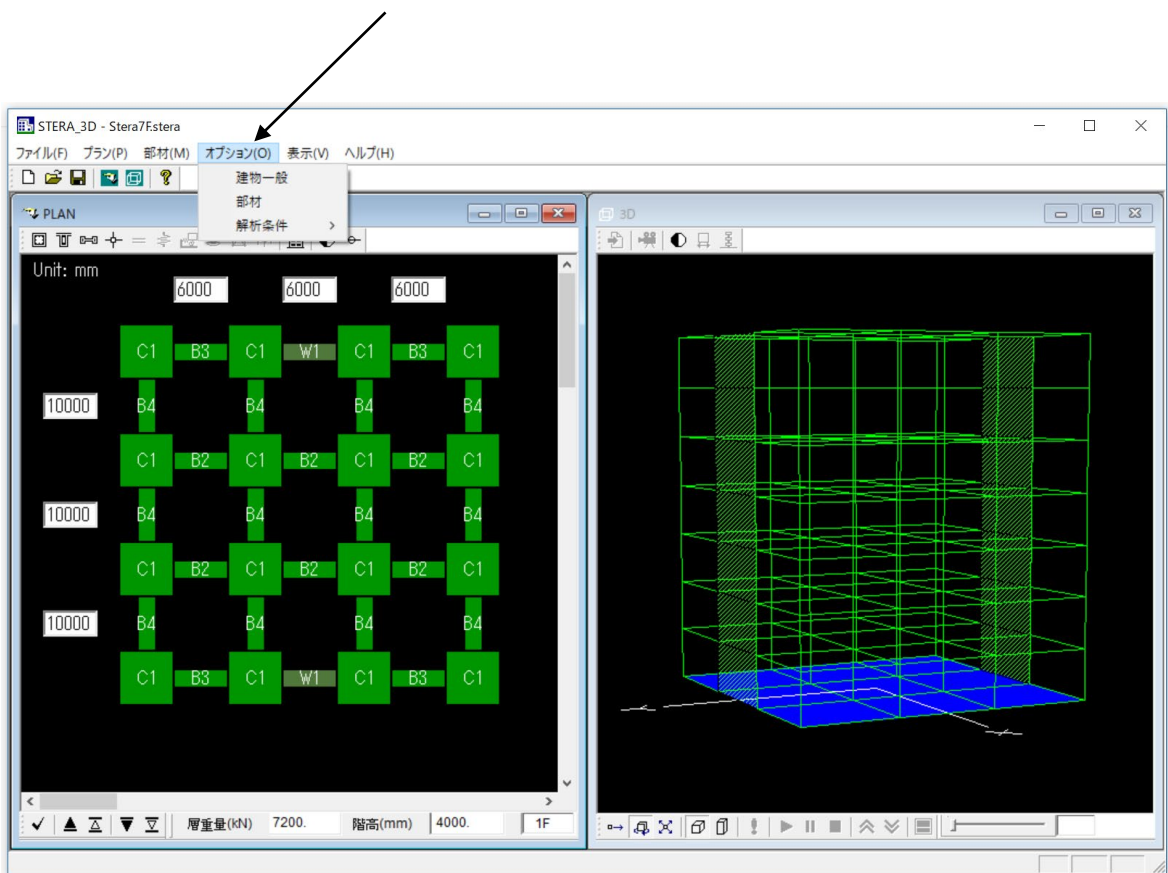 STERA_3D - Stera7F.stera
ファイル(F) プラン(P) 部材(M) オプション(O) 表示(V) ヘルプ(H)
建物一般
部材
解析条件
PLAN
3D
Unit: mm
6000 6000 6000
C1 B3 C1 W1 C1 B3 C1
10000 B4 B4 B4 B4
C1 B2 C1 B2 C1 B2 C1
10000 B4 B4 B4 B4
C1 B2 C1 B2 C1 B2 C1
10000 B4 B4 B4 B4
C1 B3 C1 W1 C1 B3 C1
層重量(kN) 7200. 階高(mm) 4000. 1F